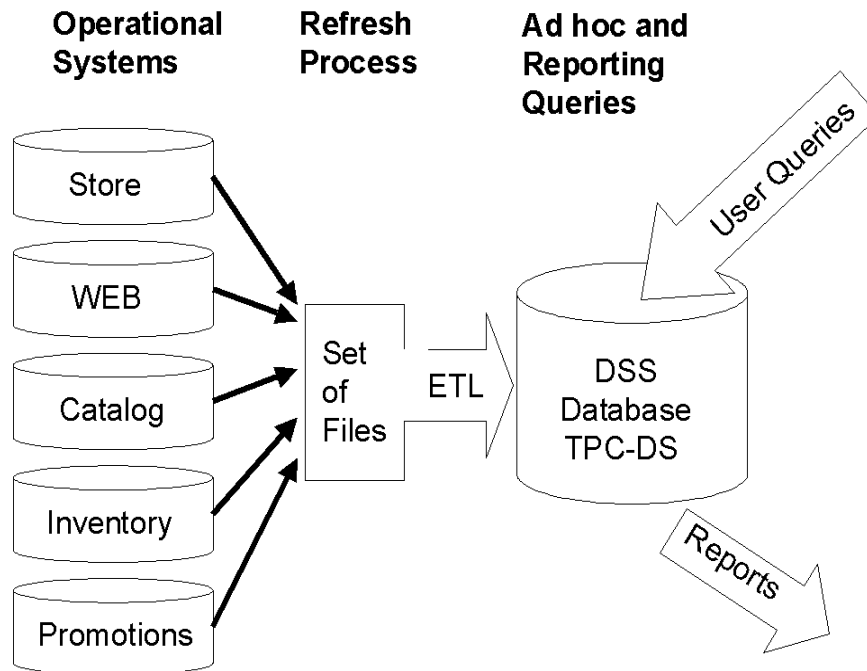 Operational
Systems
Refresh
Process
Ad hoc and
Reporting
Queries
Store
WEB
Catalog
Inventory
Promotions
Set
of
Files
ETL
DSS
Database
TPC-DS
User Queries
Reports